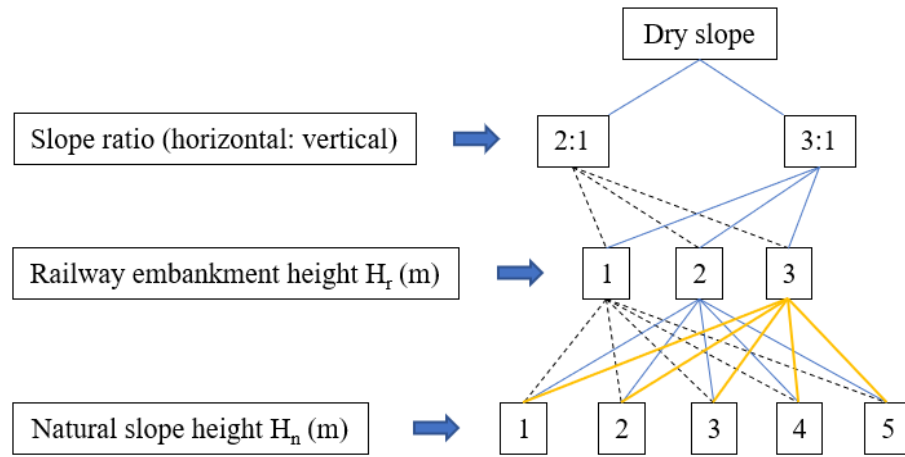 Dry slope
Slope ratio (horizontal: vertical)
2:1
3:1
Railway embankment height Hr (m)
1
2
3
Natural slope height Hn (m)
1
2
3
4
5